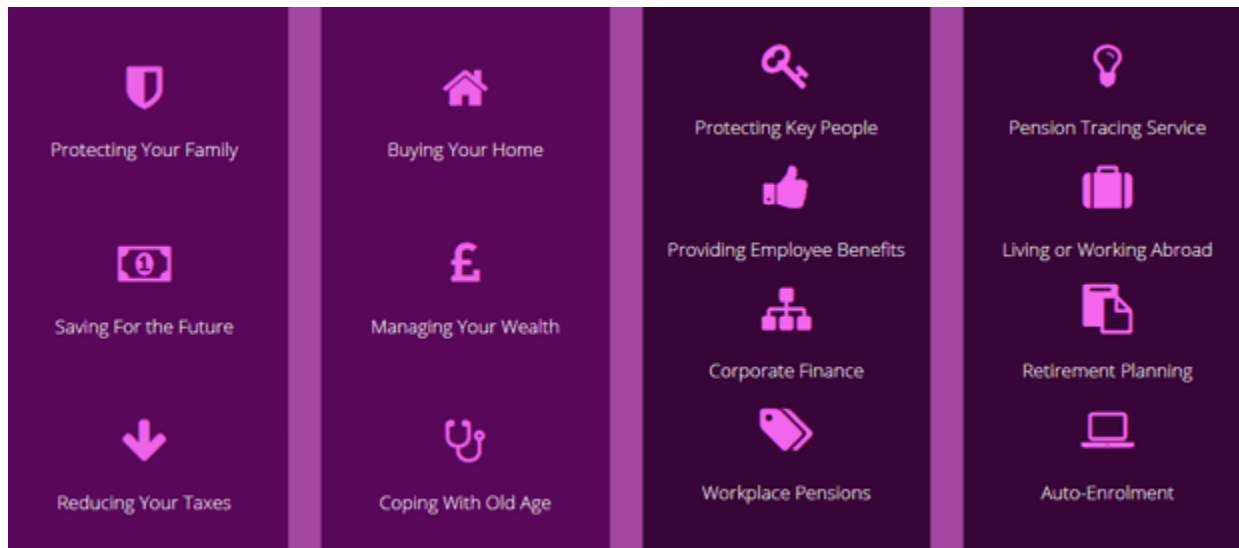 Protecting Your Family
Saving For the Future
Reducing Your Taxes
Buying Your Home
£
Managing Your Wealth
Coping With Old Age
Protecting Key People
Providing Employee Benefits
Corporate Finance
Workplace Pensions
Pension Tracing Service
Living or Working Abroad
Retirement Planning
Auto-Enrolment